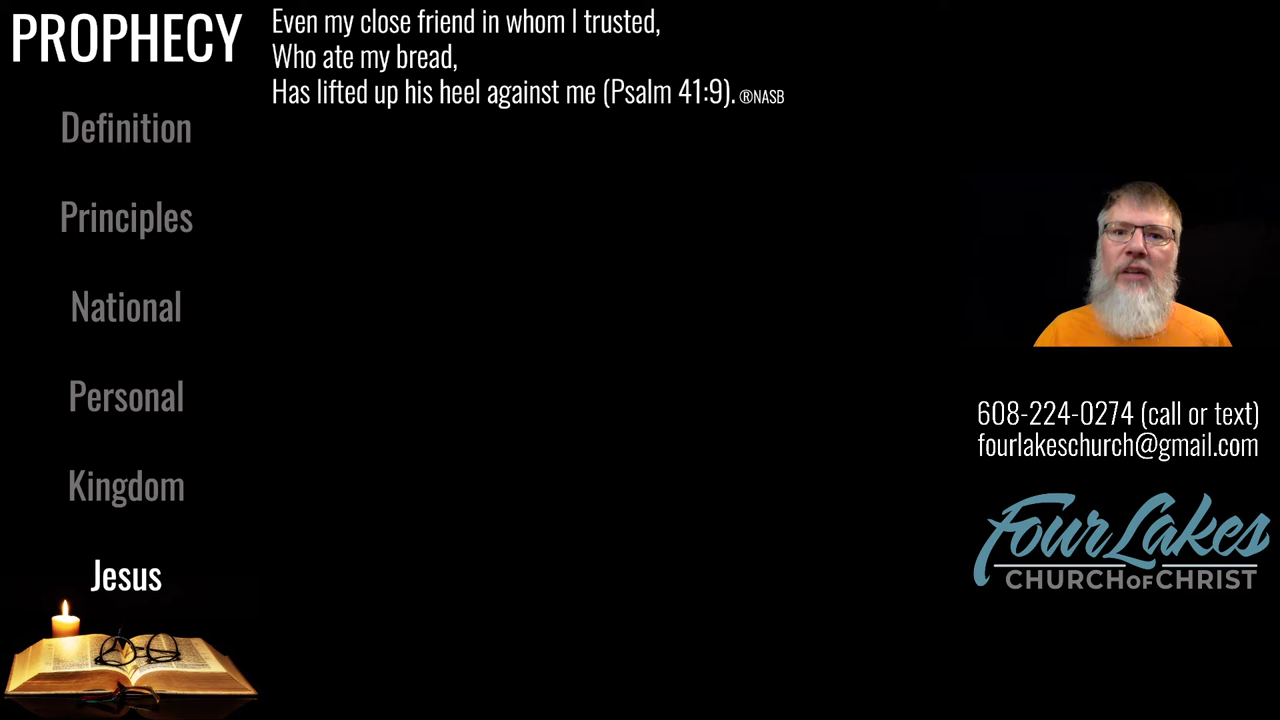 PROPHECY
Definition
Principles
National
Personal
Kingdom
Jesus
Even my close friend in whom I trusted,
Who ate my bread,
Has lifted up his heel against me (Psalm 41:9). ®NASB
608-224-0274 (call or text)
fourlakeschurch@gmail.com
Four Lakes
CHURCH OF CHRIST